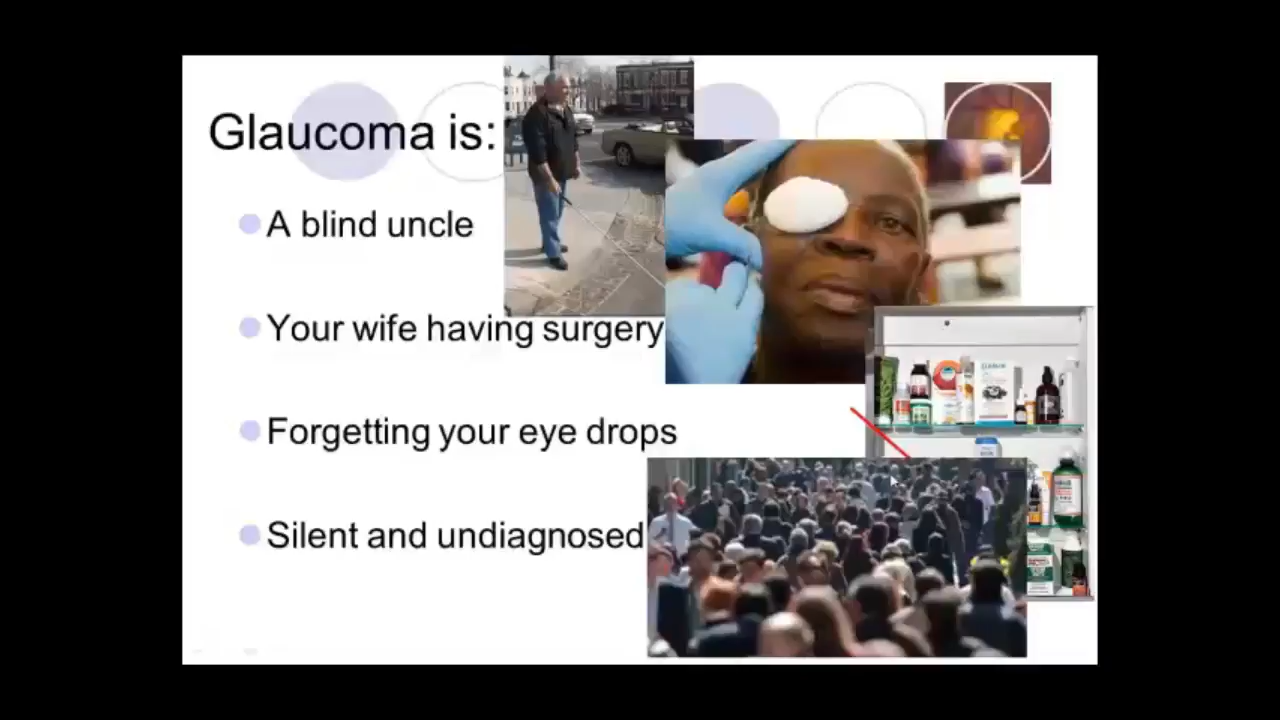 Glaucoma is:
A blind uncle
Your wife having surgery
Forgetting your eye drops
Silent and undiagnosed